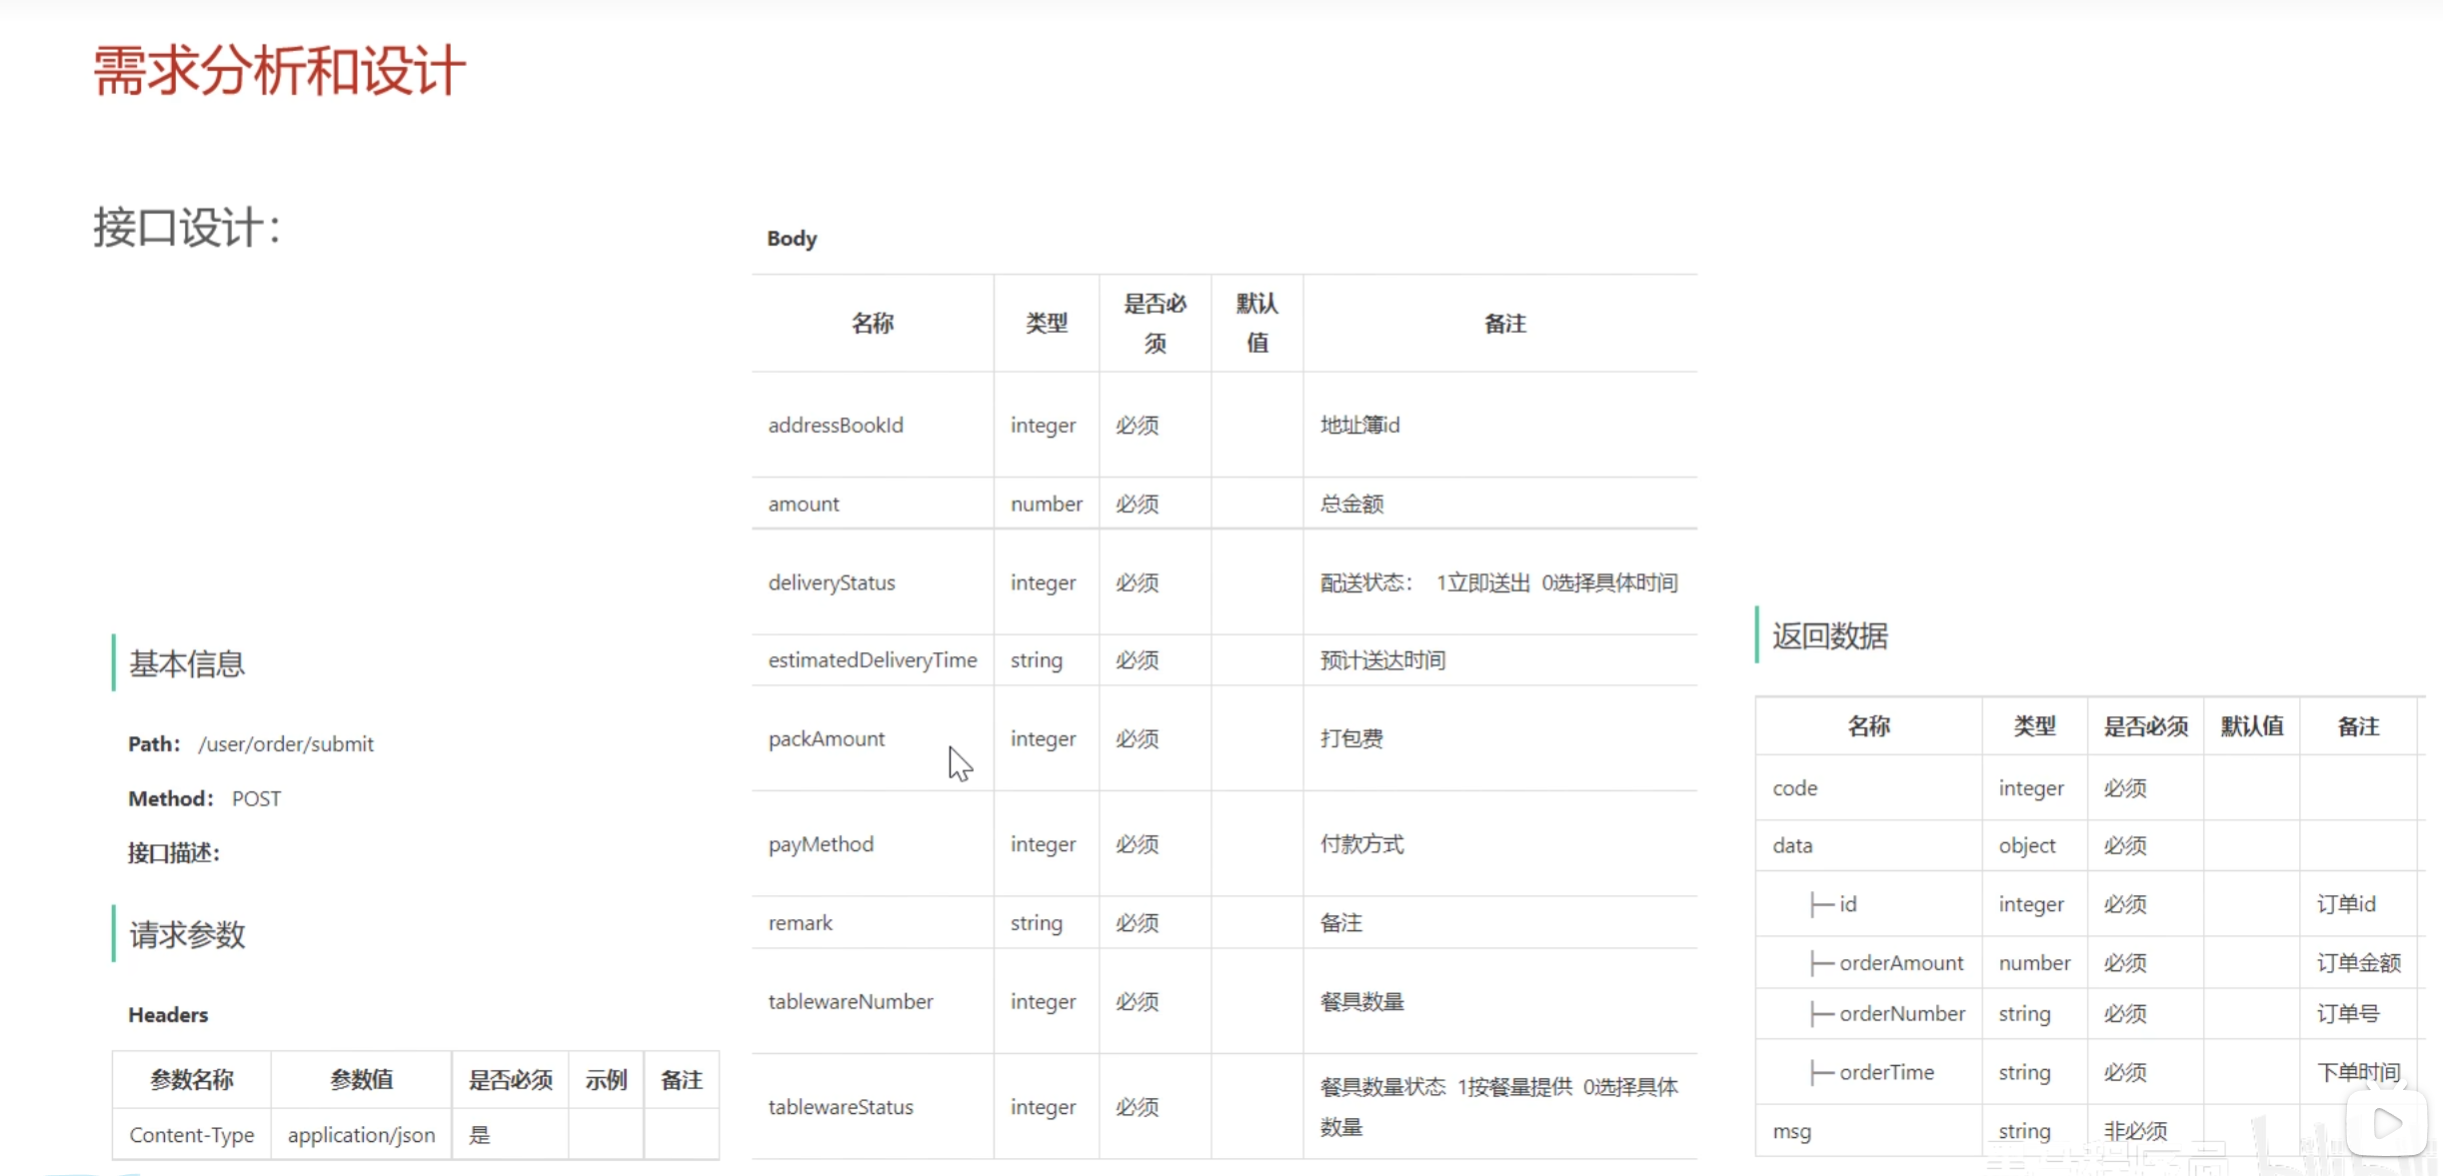 需求分析和设计
接口设计：
基本信息
Path： /user/order/submit
Method： POST
接口描述：
请求参数
Headers
参数名称 参数值 是否必须 示例 备注
Content-Type application/json 是
Body
名称 类型 是否必须 默认值 备注
addressBookId integer 必须 地址簿id
amount number 必须 总金额
deliveryStatus integer 必须 配送状态： 1立即送出 0选择具体时间
estimatedDeliveryTime string 必须 预计送达时间
packAmount integer 必须 打包费
payMethod integer 必须 付款方式
remark string 必须 备注
tablewareNumber integer 必须 餐具数量
tablewareStatus integer 必须 餐具数量状态 1按餐量提供 0选择具体
数量
返回数据
名称 类型 是否必须 默认值 备注
code integer 必须
data object 必须
├─ id integer 必须 订单id
├─ orderAmount number 必须 订单金额
├─ orderNumber string 必须 订单号
├─ orderTime string 必须 下单时间
msg string 非必须